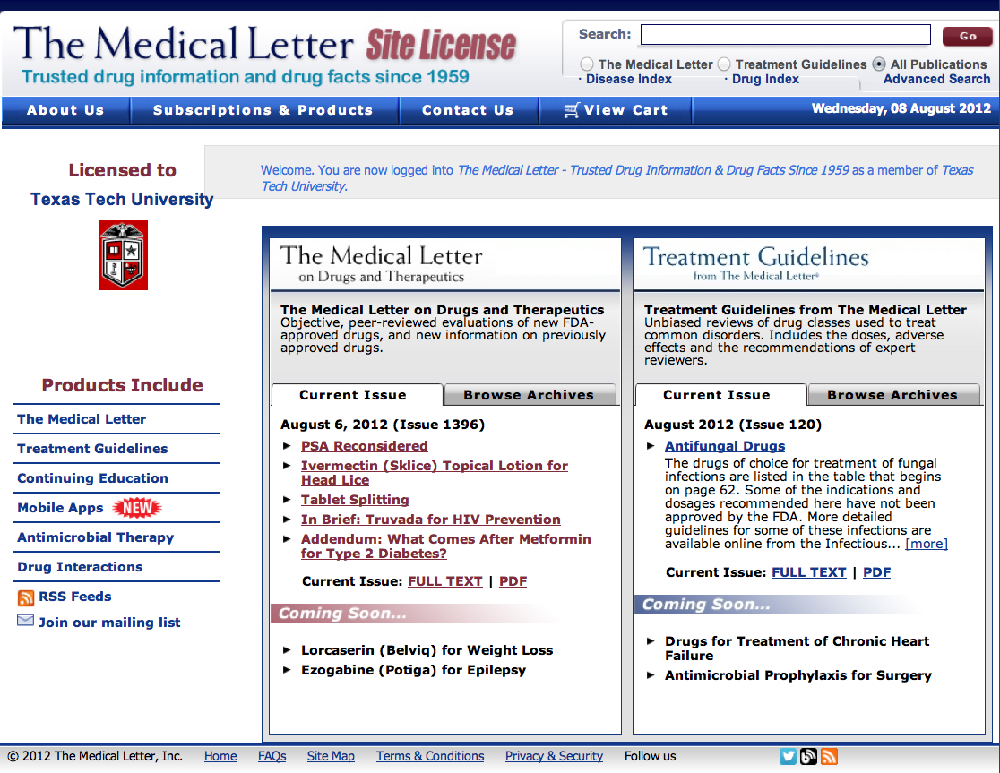 The Medical Letter Site License
Trusted drug information and drug facts since 1959
Search:
Go
The Medical Letter Treatment Guidelines All Publications
· Disease Index · Drug Index Advanced Search
About Us Subscriptions & Products Contact Us View Cart
Wednesday, 08 August 2012
Licensed to
Texas Tech University
Welcome. You are now logged into The Medical Letter - Trusted Drug Information & Drug Facts Since 1959 as a member of Texas
Tech University.
Products Include
The Medical Letter
Treatment Guidelines
Continuing Education
Mobile Apps NEW
Antimicrobial Therapy
Drug Interactions
RSS Feeds
Join our mailing list
The Medical Letter
on Drugs and Therapeutics
The Medical Letter on Drugs and Therapeutics
Objective, peer-reviewed evaluations of new FDA-
approved drugs, and new information on previously
approved drugs.
Current Issue Browse Archives
August 6, 2012 (Issue 1396)
PSA Reconsidered
Ivermectin (Sklice) Topical Lotion for
Head Lice
Tablet Splitting
In Brief: Truvada for HIV Prevention
Addendum: What Comes After Metformin
for Type 2 Diabetes?
Current Issue: FULL TEXT | PDF
Coming Soon...
Lorcaserin (Belviq) for Weight Loss
Ezogabine (Potiga) for Epilepsy
Treatment Guidelines
from The Medical Letter®
Treatment Guidelines from The Medical Letter
Unbiased reviews of drug classes used to treat
common disorders. Includes the doses, adverse
effects and the recommendations of expert
reviewers.
Current Issue Browse Archives
August 2012 (Issue 120)
Antifungal Drugs
The drugs of choice for treatment of fungal
infections are listed in the table that begins
on page 62. Some of the indications and
dosages recommended here have not been
approved by the FDA. More detailed
guidelines for some of these infections are
available online from the Infectious... [more]
Current Issue: FULL TEXT | PDF
Coming Soon...
Drugs for Treatment of Chronic Heart
Failure
Antimicrobial Prophylaxis for Surgery
© 2012 The Medical Letter, Inc. Home FAQs Site Map Terms & Conditions Privacy & Security Follow us